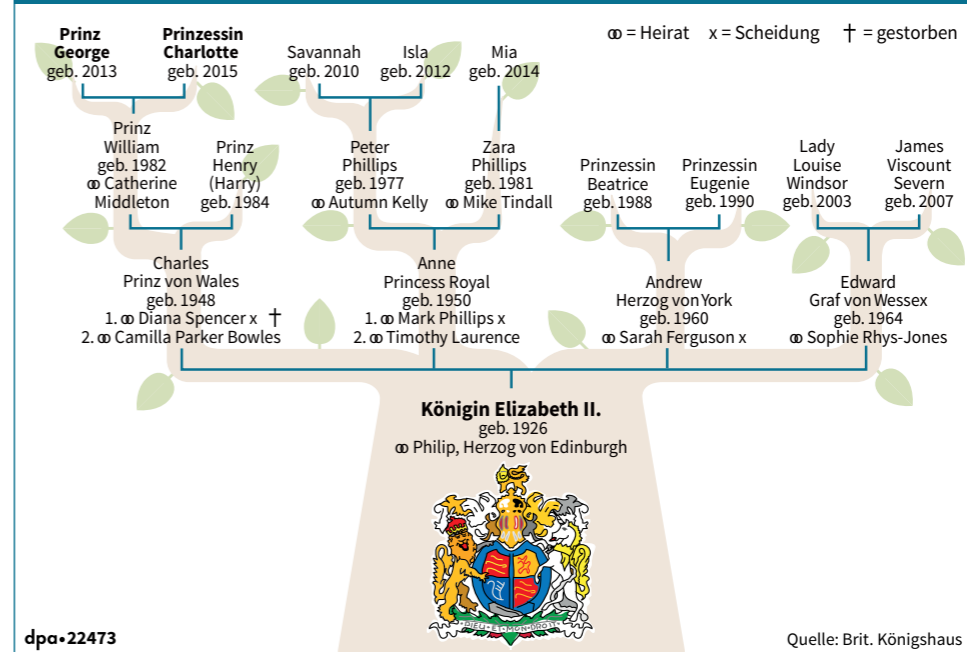 ⚭ = Heirat x = Scheidung † = gestorben
Prinz
George
geb. 2013
Prinzessin
Charlotte
geb. 2015
Savannah
geb. 2010
Isla
geb. 2012
Mia
geb. 2014
Prinz
William
geb. 1982
⚭ Catherine
Middleton
Prinz
Henry
(Harry)
geb. 1984
Peter
Phillips
geb. 1977
⚭ Autumn Kelly
Zara
Phillips
geb. 1981
⚭ Mike Tindall
Prinzessin
Beatrice
geb. 1988
Prinzessin
Eugenie
geb. 1990
Lady
Louise
Windsor
geb. 2003
James
Viscount
Severn
geb. 2007
Charles
Prinz von Wales
geb. 1948
1. ⚭ Diana Spencer x †
2. ⚭ Camilla Parker Bowles
Anne
Princess Royal
geb. 1950
1. ⚭ Mark Phillips x
2. ⚭ Timothy Laurence
Andrew
Herzog von York
geb. 1960
⚭ Sarah Ferguson x
Edward
Graf von Wessex
geb. 1964
⚭ Sophie Rhys-Jones
Königin Elizabeth II.
geb. 1926
⚭ Philip, Herzog von Edinburgh
DIEU·ET·MON·DROIT
dpa•22473
Quelle: Brit. Königshaus